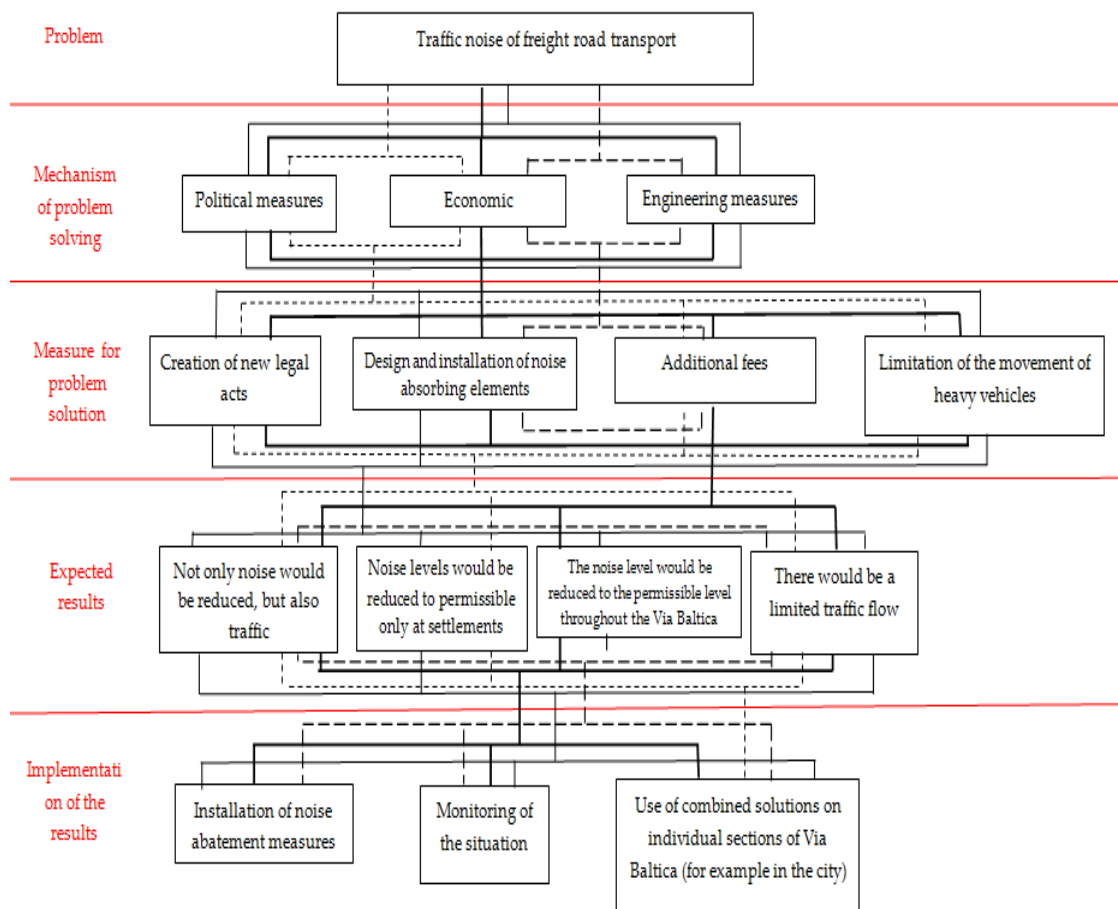 Problem
Traffic noise of freight road transport
Mechanism
of problem
solving
Political measures
Economic
Engineering measures
Measure for
problem
solution
Creation of new legal
acts
Design and installation of noise
absorbing elements
Additional fees
Limitation of the movement of
heavy vehicles
Expected
results
Not only noise would
be reduced, but also
traffic
Noise levels would be
reduced to permissible
only at settlements
The noise level would be
reduced to the permissible level
throughout the Via Baltica
There would be a
limited traffic flow
Implementati
on of the
results
Installation of noise
abatement measures
Monitoring of
the situation
Use of combined solutions on
individual sections of Via
Baltica (for example in the city)